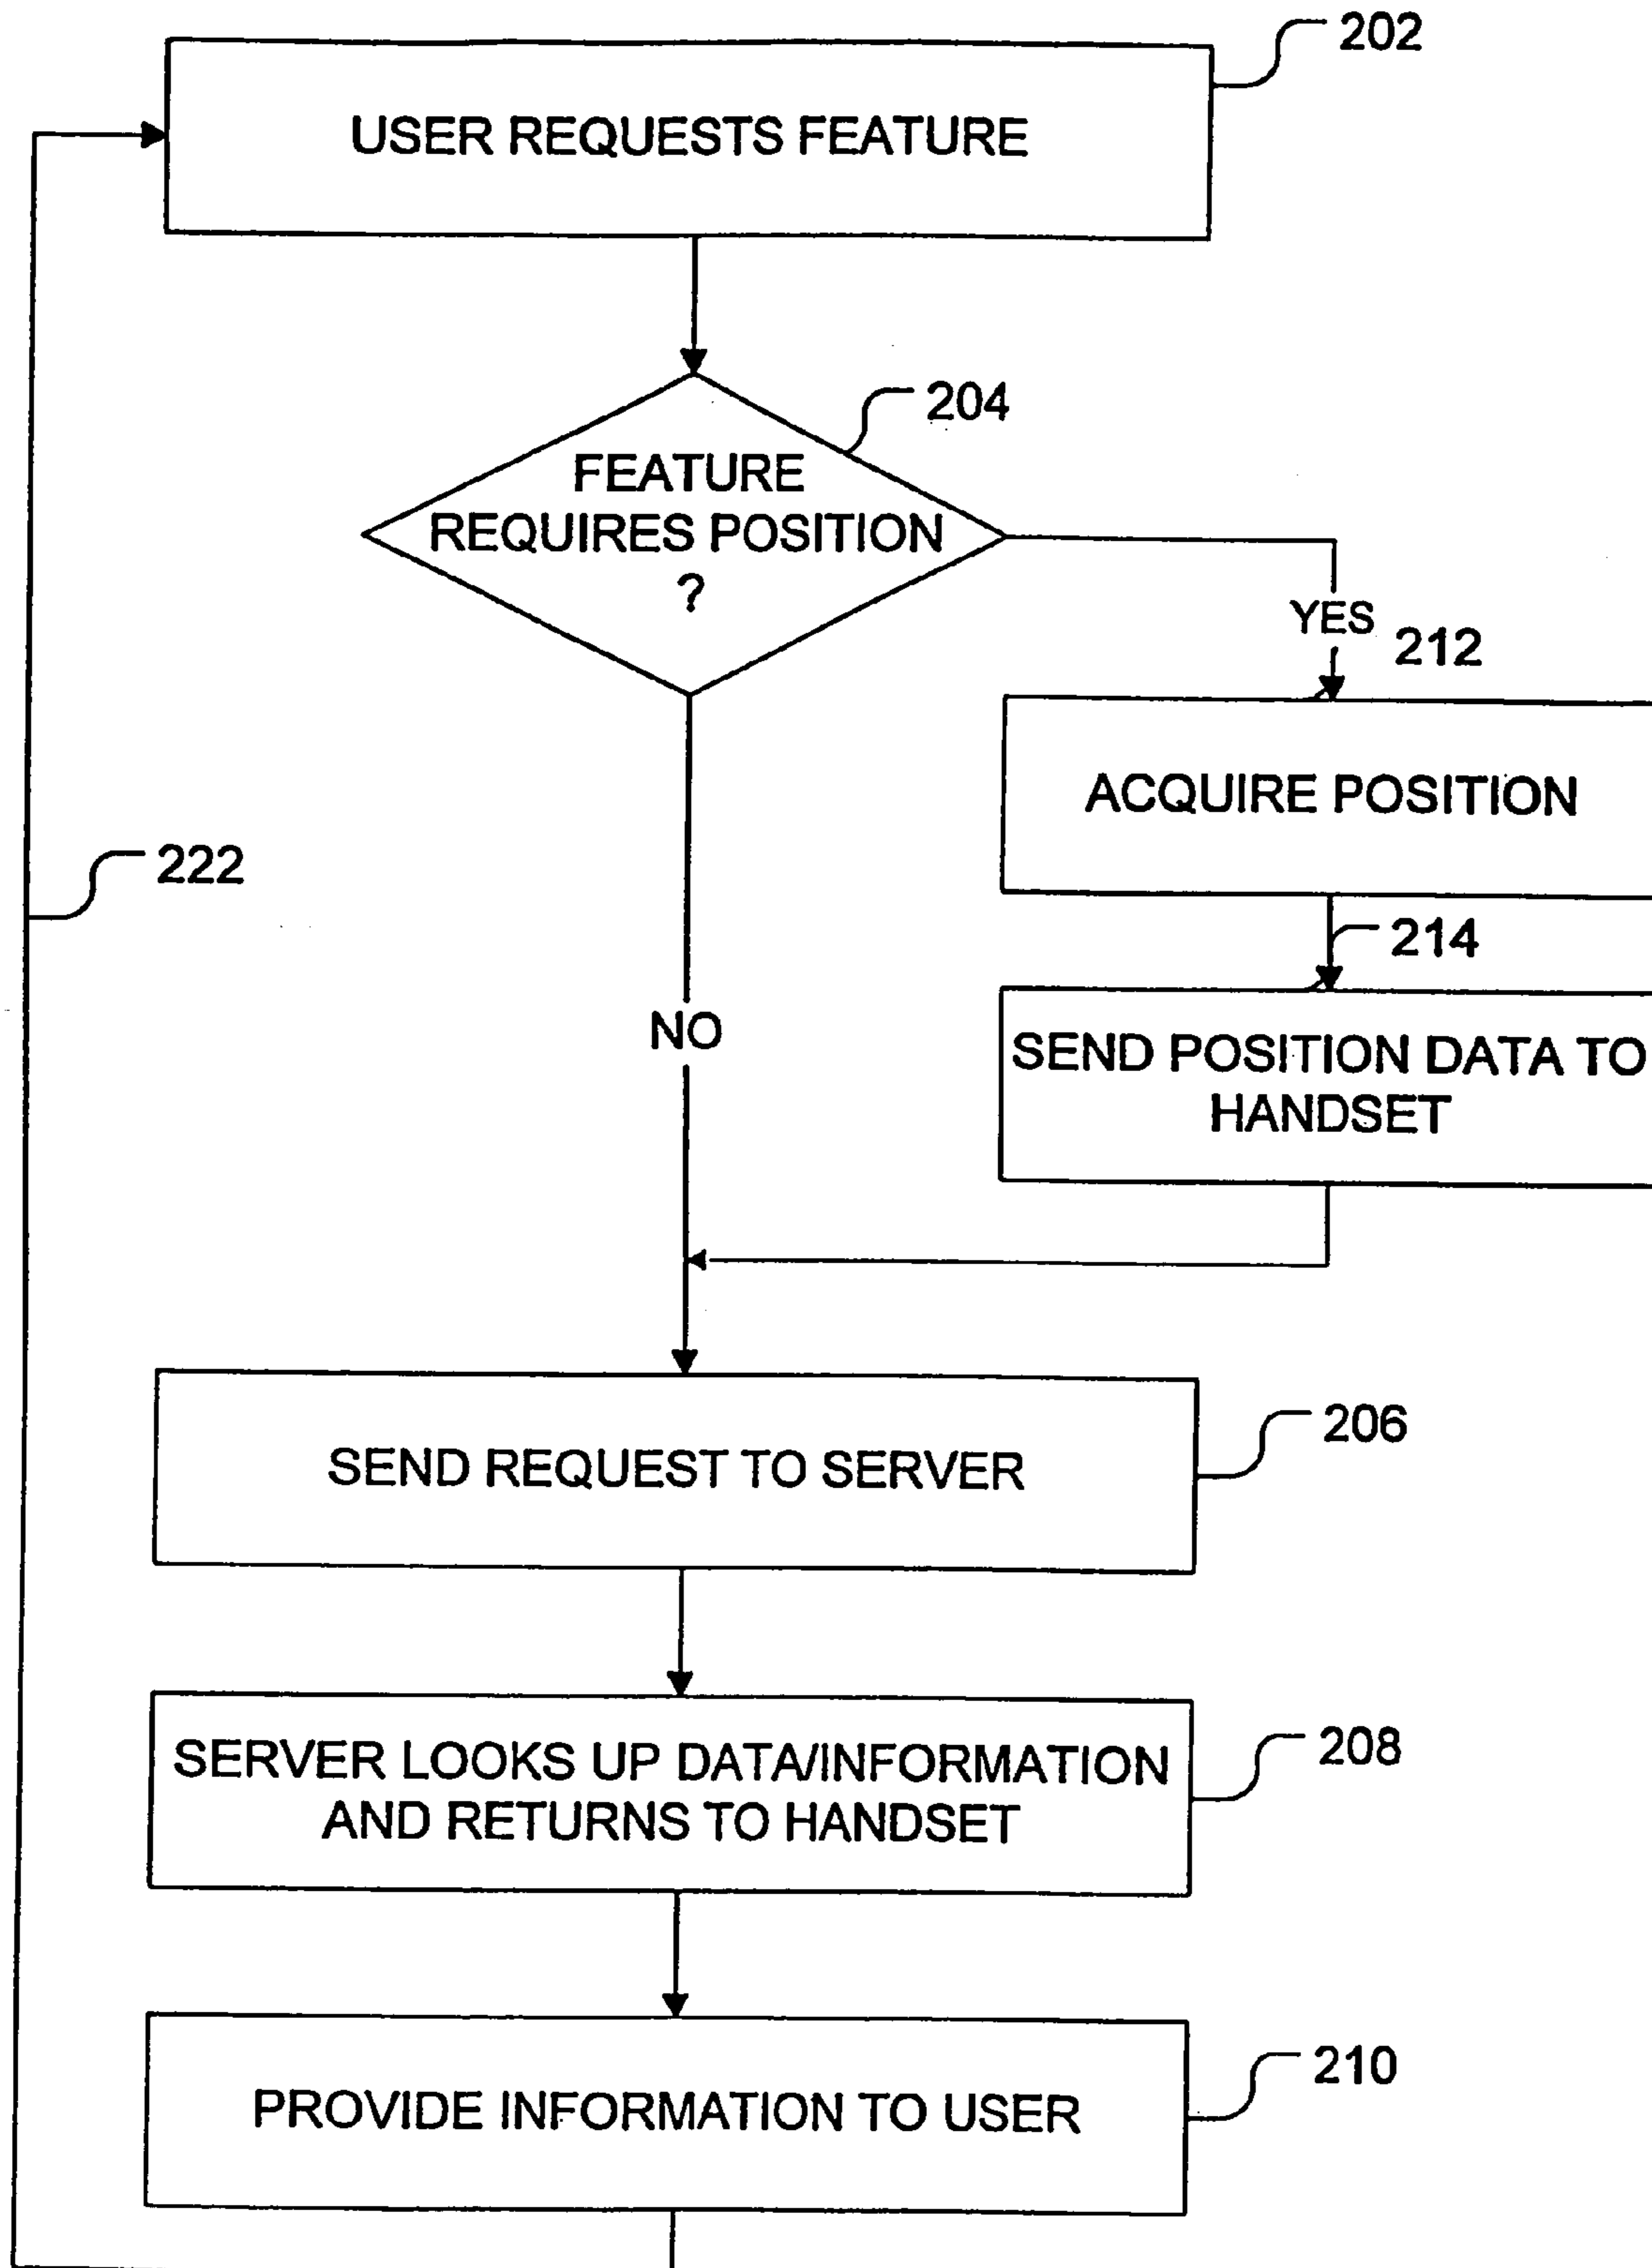 202
USER REQUESTS FEATURE
204
FEATURE
REQUIRES POSITION
?
YES
212
ACQUIRE POSITION
222
214
NO
SEND POSITION DATA TO
HANDSET
206
SEND REQUEST TO SERVER
208
SERVER LOOKS UP DATA/INFORMATION
AND RETURNS TO HANDSET
210
PROVIDE INFORMATION TO USER